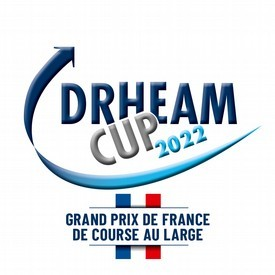 DRHEAM
CUP 2022
GRAND PRIX DE FRANCE
DE COURSE AU LARGE